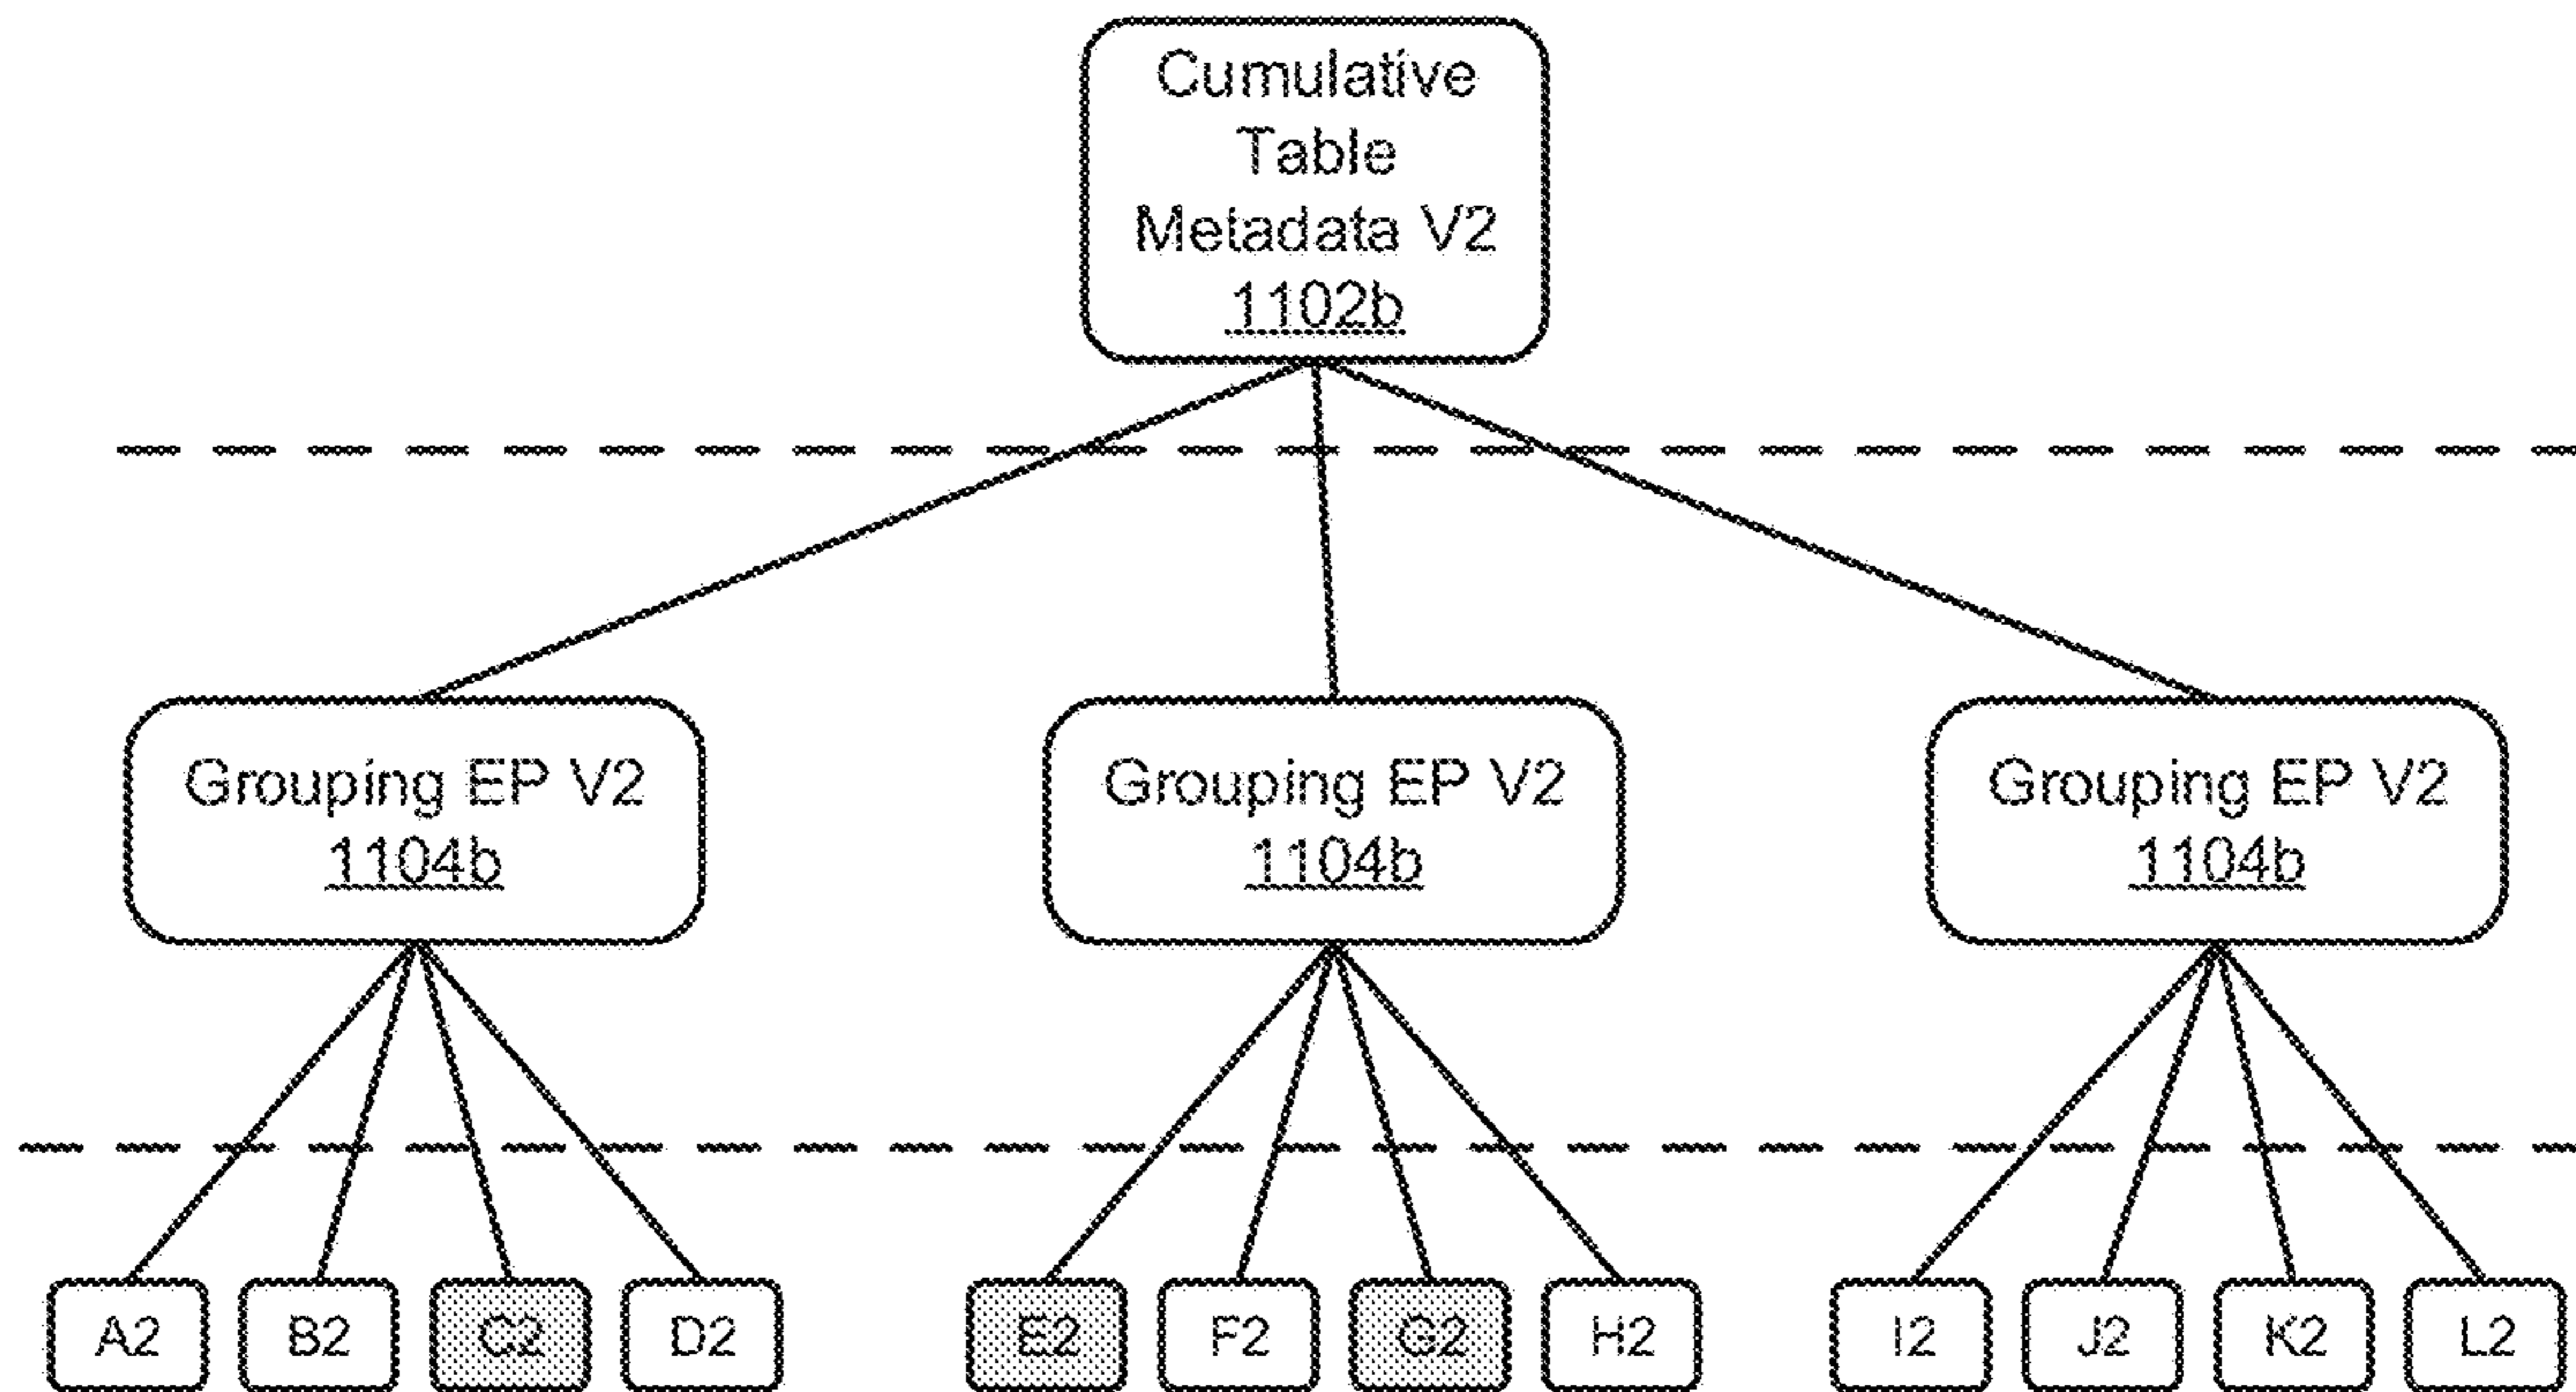 Cumulative
Table
Metadata V2
1102b
Grouping EP V2
1104b
Grouping EP V2
1104b
Grouping EP V2
1104b
A2
B2
C2
D2
E2
F2
G2
H2
I2
J2
K2
L2